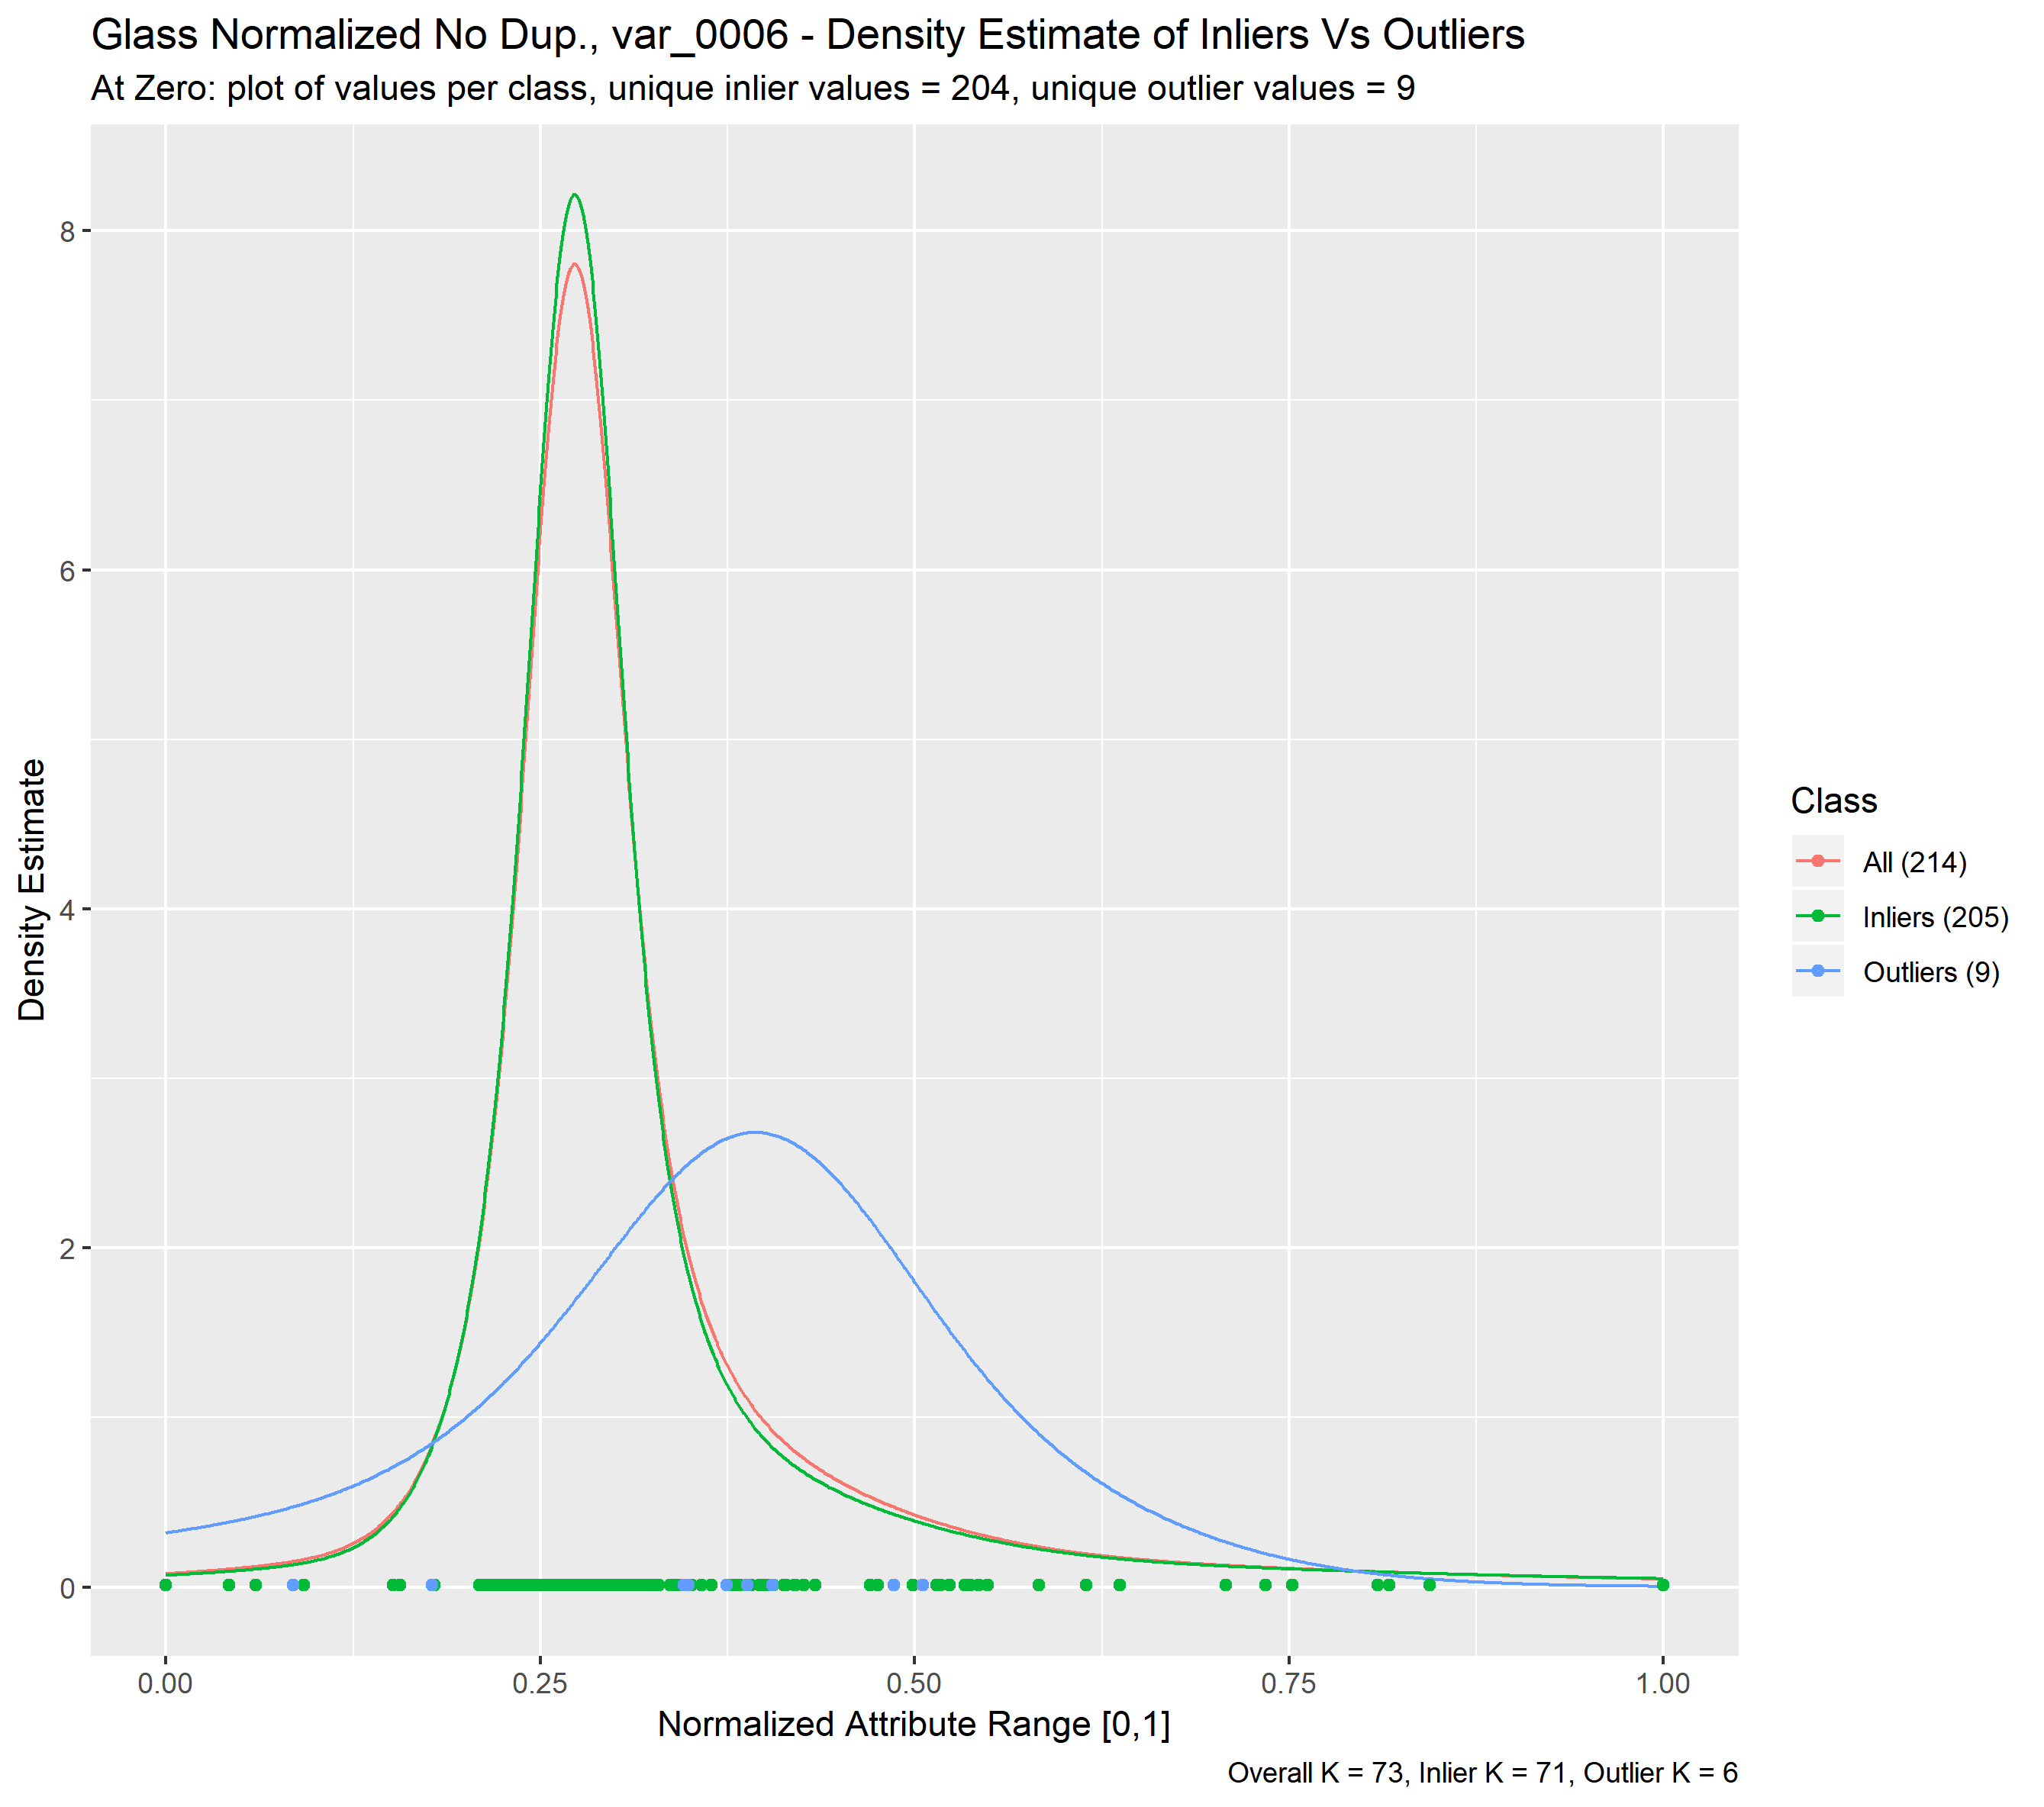 Glass Normalized No Dup., var_0006 - Density Estimate of Inliers Vs Outliers
At Zero: plot of values per class, unique inlier values = 204, unique outlier values = 9
8
6
4
2
0
Density Estimate
0.00 0.25 0.50 0.75 1.00
Normalized Attribute Range [0,1]
Class
All (214)
Inliers (205)
Outliers (9)
Overall K = 73, Inlier K = 71, Outlier K = 6